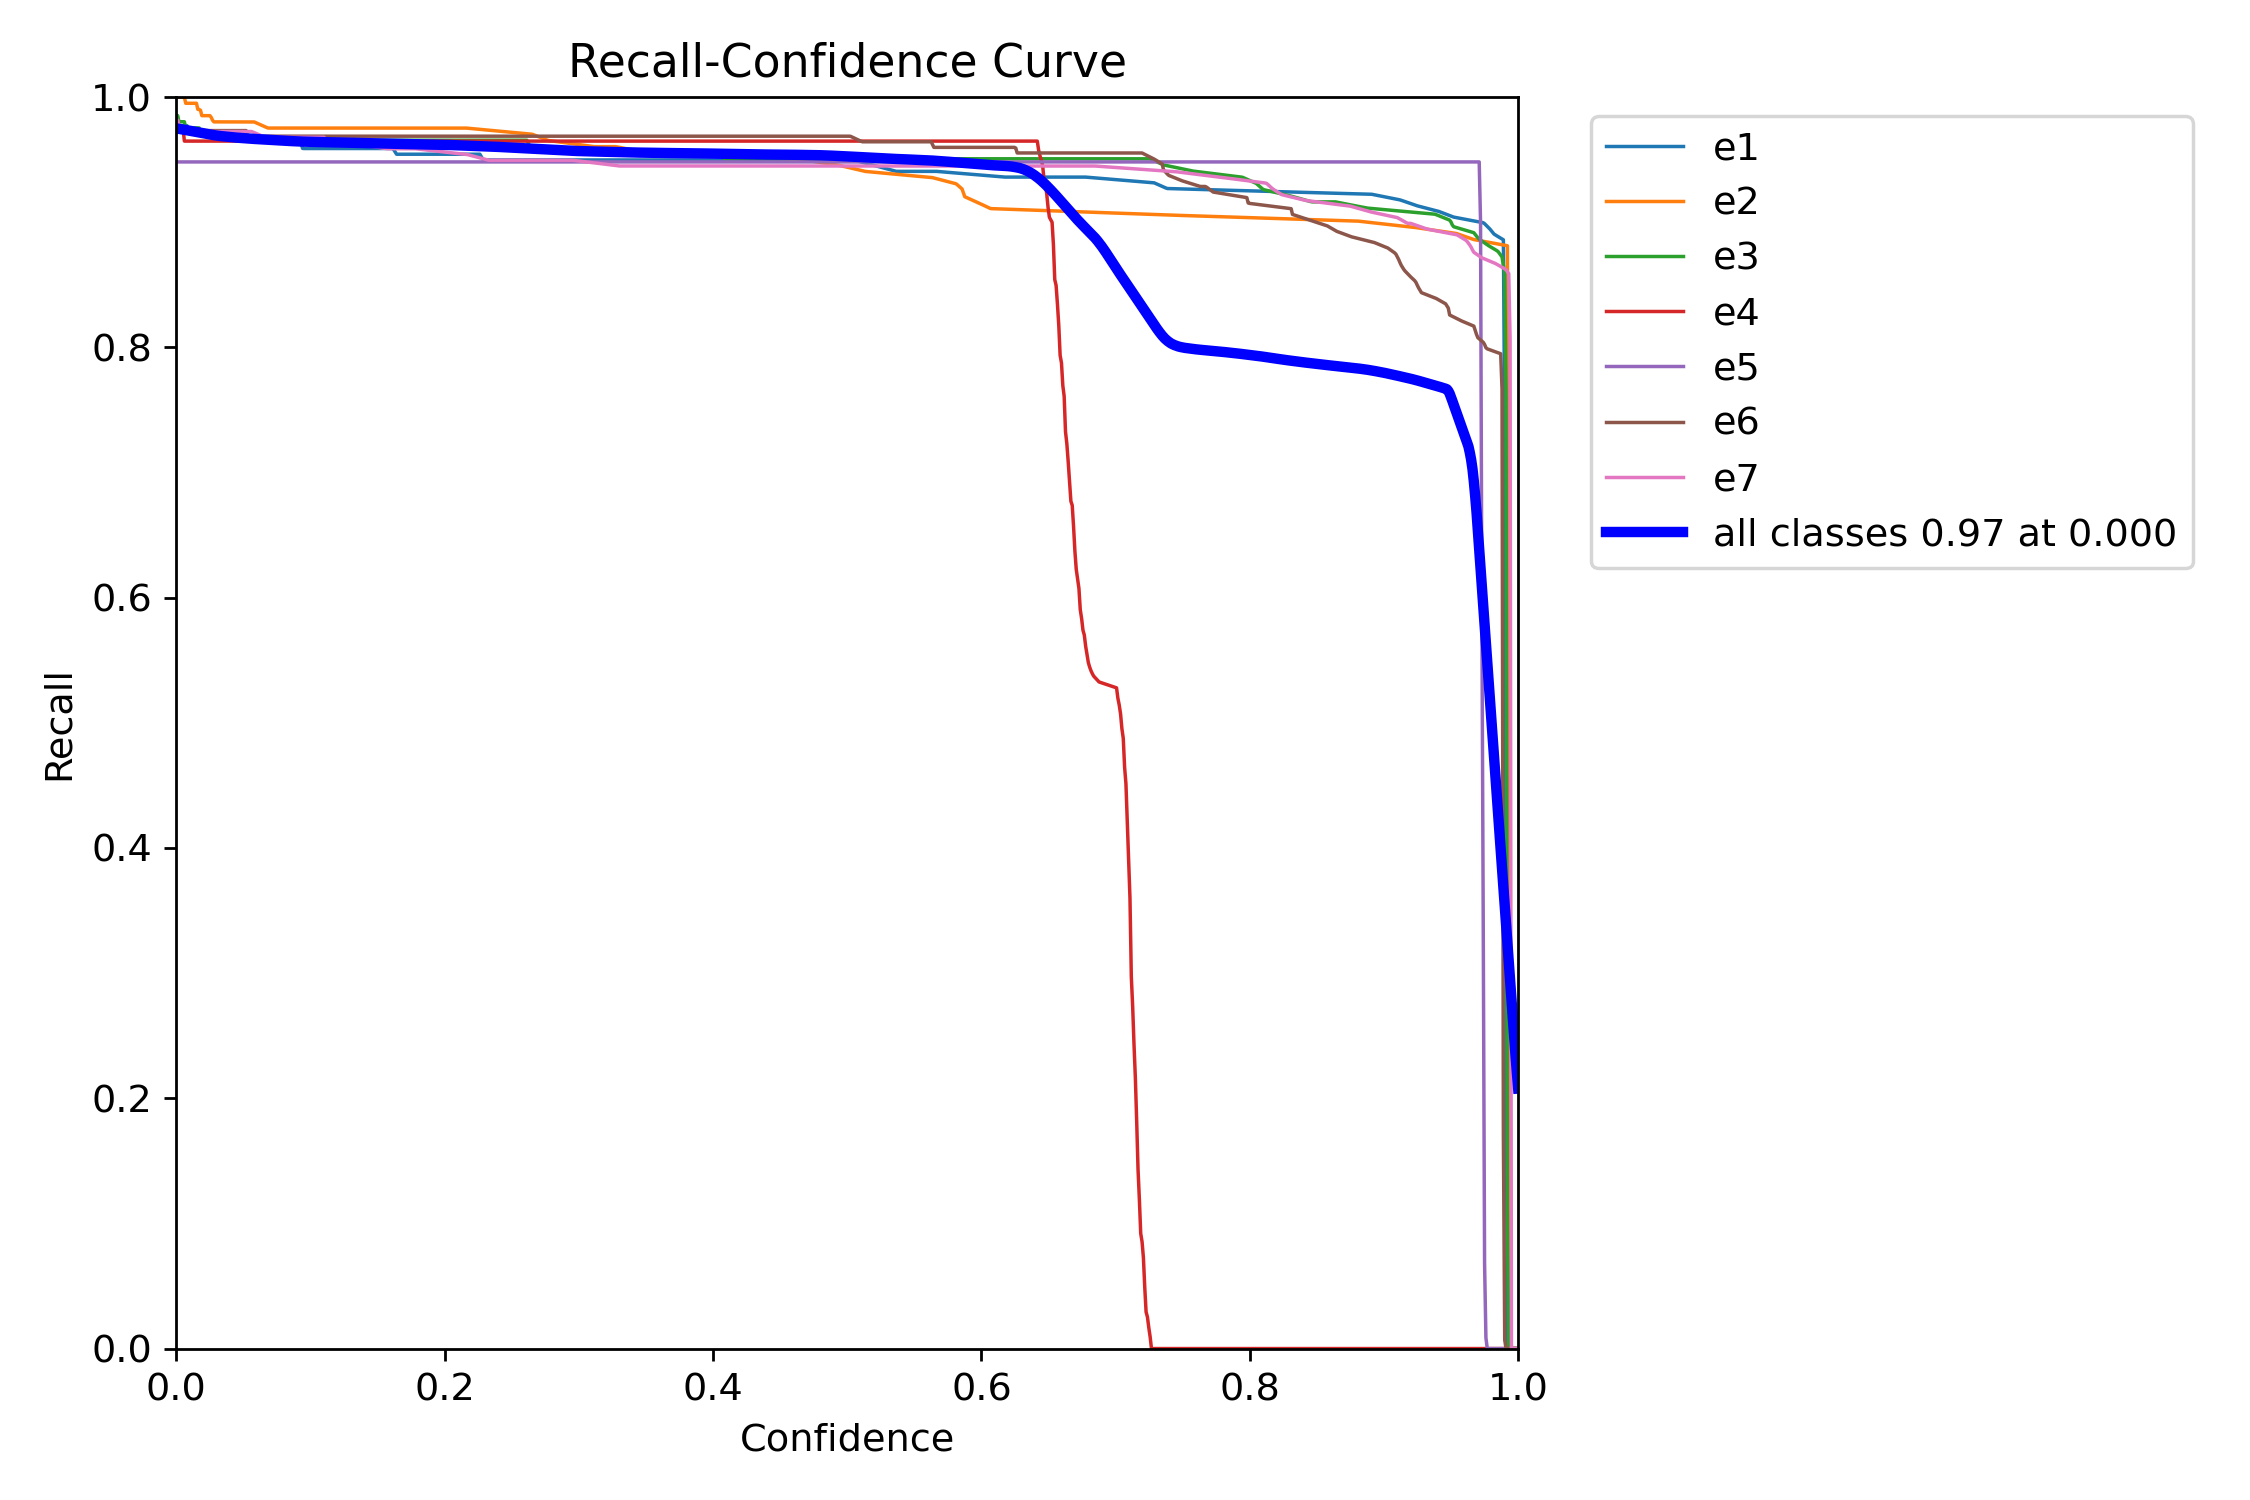 Recall-Confidence Curve
1.0
0.8
0.6
0.4
0.2
0.0
Recall
0.0 0.2 0.4 0.6 0.8 1.0
Confidence
e1
e2
e3
e4
e5
e6
e7
all classes 0.97 at 0.000